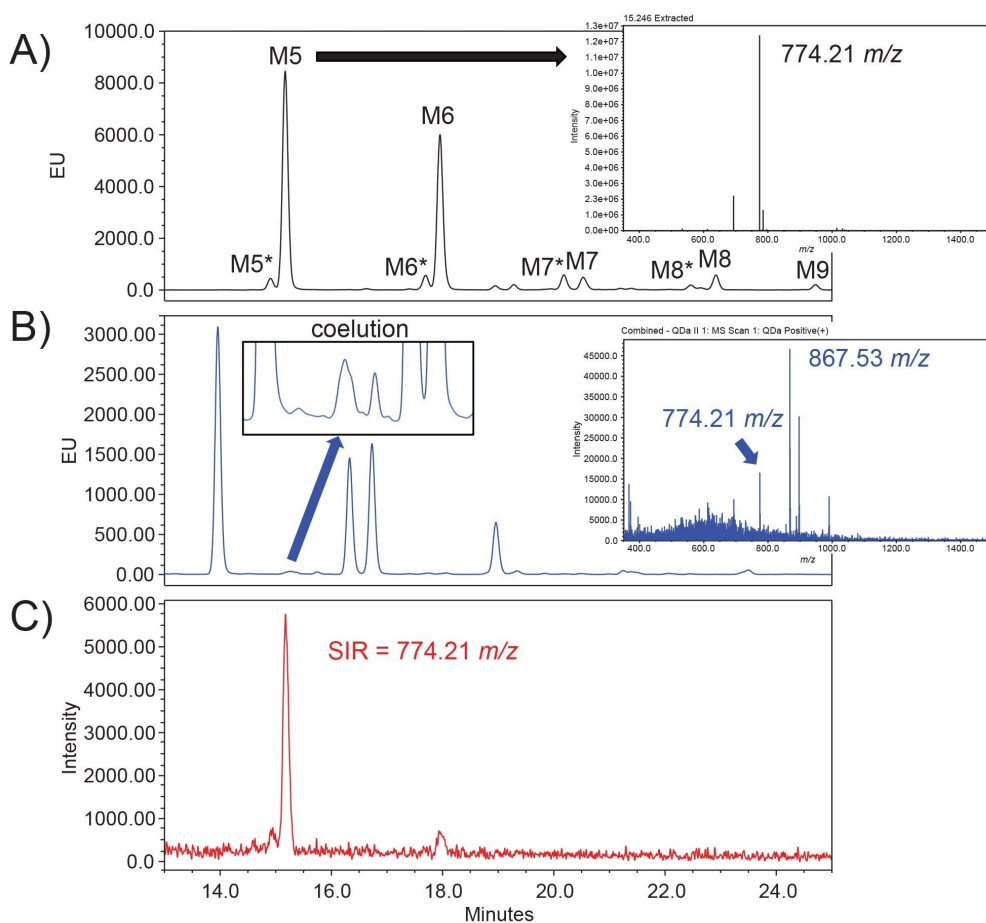 A)
10000.0
8000.0
6000.0
4000.0
2000.0
0.0
EU
M5
M6
M5*
M6*
M7*
M7
M8*
M8
M9
15.246 Extracted
774.21 m/z
1.3e+07
1.2e+07
1.1e+07
1.0e+07
9.0e+06
8.0e+06
7.0e+06
6.0e+06
5.0e+06
4.0e+06
3.0e+06
2.0e+06
1.0e+06
0.0e+00
Intensity
400.0
600.0
800.0
1000.0
1200.0
1400.0
m/z
B)
3000.00
2500.00
2000.00
1500.00
1000.00
500.00
0.00
EU
coelution
Combined - QDa II 1: MS Scan 1: QDa Positive(+)
867.53 m/z
774.21 m/z
45000.0
40000.0
35000.0
30000.0
25000.0
20000.0
15000.0
10000.0
5000.0
0.0
Intensity
400.0
600.0
800.0
1000.0
1200.0
1400.0
m/z
C)
6000.00
5000.00
4000.00
3000.00
2000.00
1000.00
0.0
Intensity
SIR = 774.21 m/z
14.0
16.0
18.0
20.0
22.0
24.0
Minutes